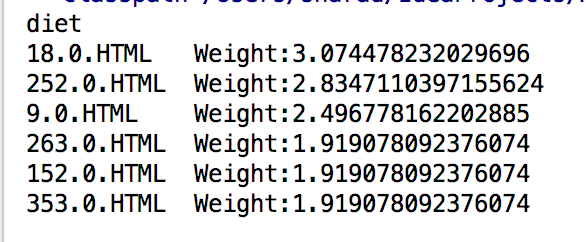 diet
18.0.HTML Weight:3.074478232029696
252.0.HTML Weight:2.8347110397155624
9.0.HTML Weight:2.496778162202885
263.0.HTML Weight:1.919078092376074
152.0.HTML Weight:1.919078092376074
353.0.HTML Weight:1.919078092376074